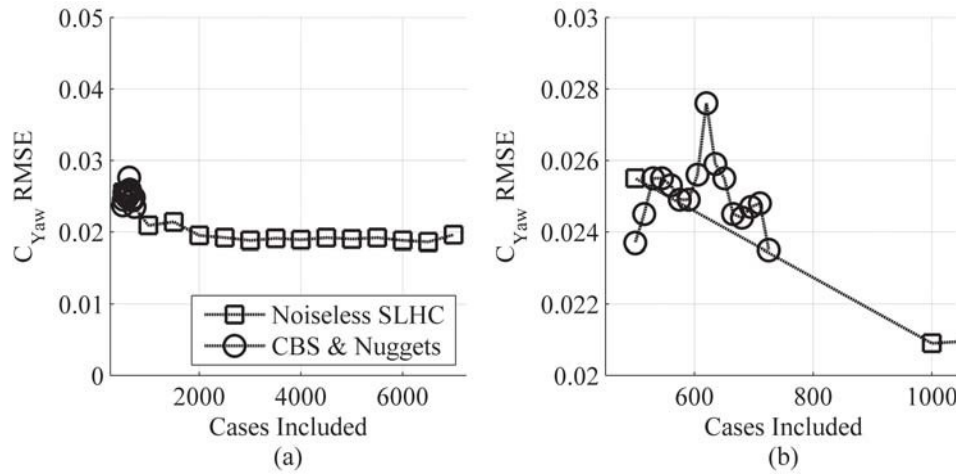 0.05
0.04
0.03
0.02
0.01
0
C_Yaw RMSE
2000 4000 6000
Cases Included
(a)
Noiseless SLHC
CBS & Nuggets
0.03
0.028
0.026
0.024
0.022
0.02
C_Yaw RMSE
600 800 1000
Cases Included
(b)